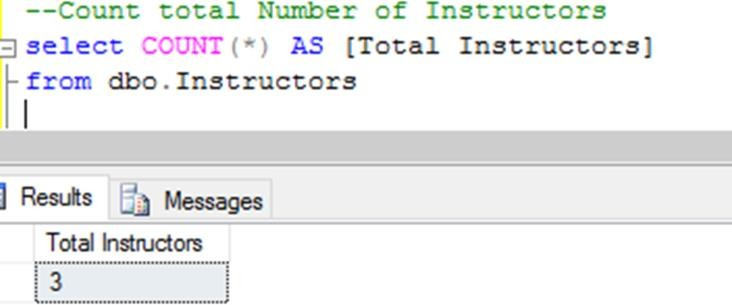 --Count total Number of Instructors
select COUNT(*) AS [Total Instructors]
from dbo.Instructors
Results
Messages
Total Instructors
3